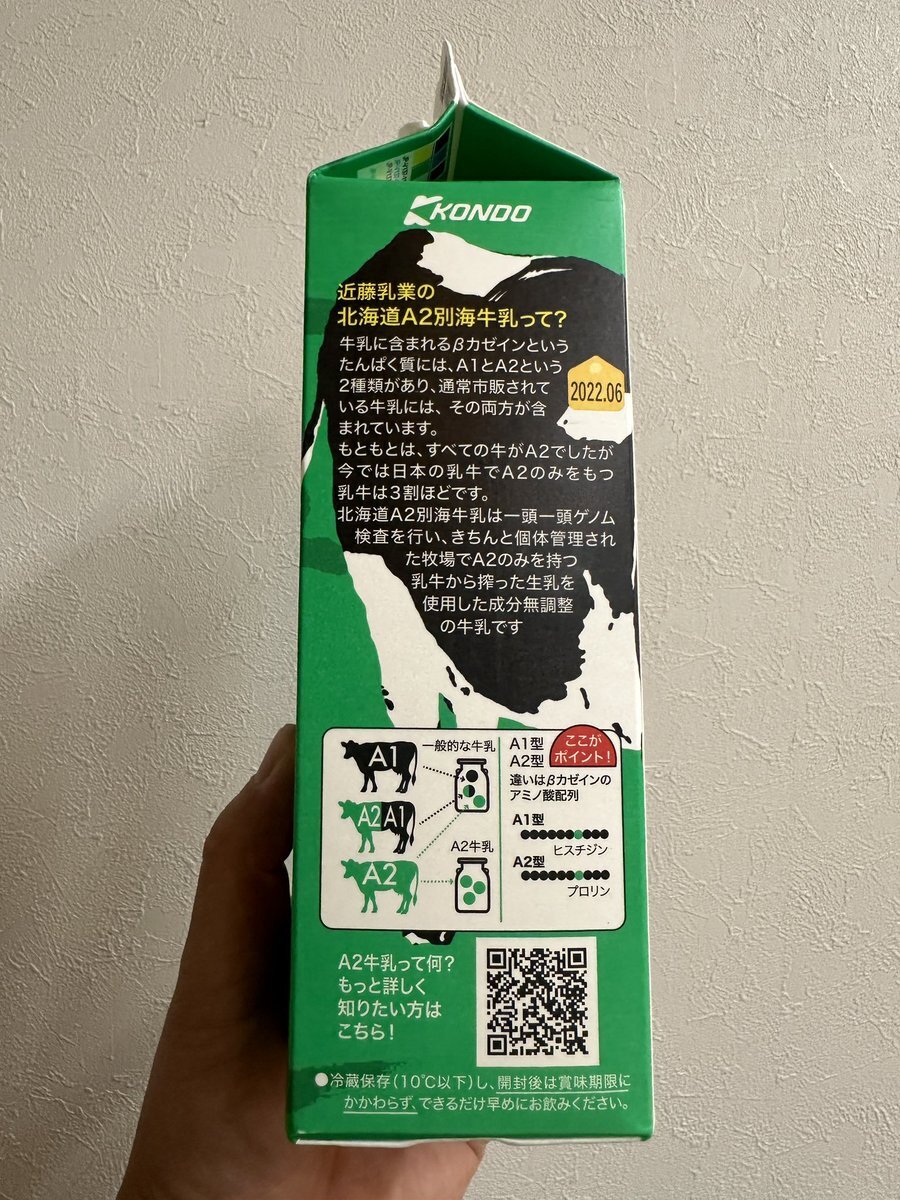 KONDO
近藤乳業の
北海道A2別海牛乳って?
牛乳に含まれるβカゼインという
たんぱく質には、A1とA2という
2種類があり、通常市販されて
いる牛乳には、その両方が含
まれています。
もともとは、すべての牛がA2でしたが
今では日本の乳牛でA2のみをもつ
乳牛は3割ほどです。
北海道A2別海牛乳は一頭一頭ゲノム
検査を行い、きちんと個体管理され
た牧場でA2のみを持つ
乳牛から搾った生乳を
使用した成分無調整
の牛乳です
2022.06
A1
A2 A1
A2
一般的な牛乳
A2牛乳
A1型
A2型
ここが
ポイント!
違いはβカゼインの
アミノ酸配列
A1型
ヒスチジン
A2型
プロリン
A2牛乳って何?
もっと詳しく
知りたい方は
こちら!
●冷蔵保存(10℃以下)し、開封後は賞味期限に
かかわらず、できるだけ早めにお飲みください。